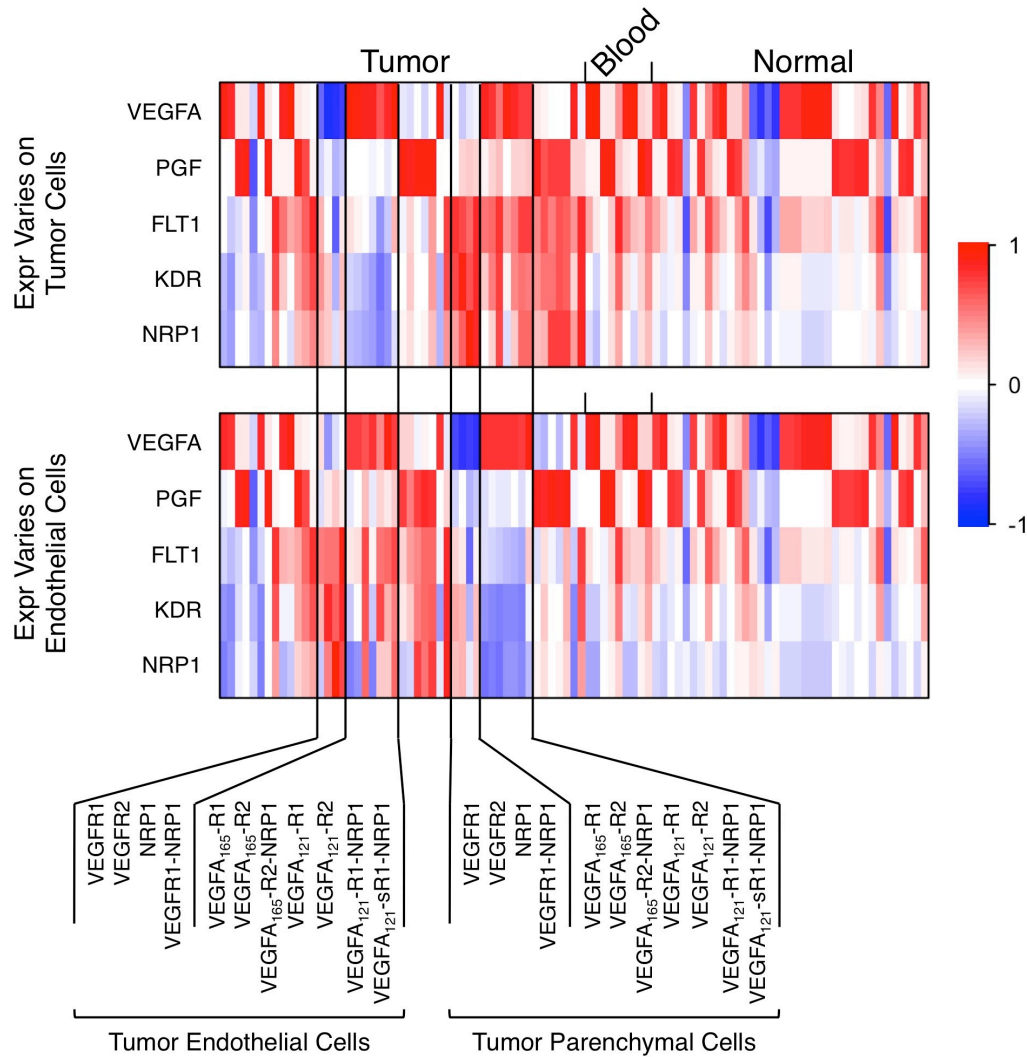 Tumor
Blood
Normal
Expr Varies on
Tumor Cells
VEGFA
PGF
FLT1
KDR
NRP1
Expr Varies on
Endothelial Cells
VEGFA
PGF
FLT1
KDR
NRP1
1
0
-1
VEGFR1
VEGFR2
NRP1
VEGFR1-NRP1
VEGFA165-R1
VEGFA165-R2
VEGFA165-R2-NRP1
VEGFA121-R1
VEGFA121-R2
VEGFA121-R1-NRP1
VEGFA121-sR1-NRP1
VEGFR1
VEGFR2
NRP1
VEGFR1-NRP1
VEGFA165-R1
VEGFA165-R2
VEGFA165-R2-NRP1
VEGFA121-R1
VEGFA121-R2
VEGFA121-R1-NRP1
VEGFA121-sR1-NRP1
Tumor Endothelial Cells
Tumor Parenchymal Cells